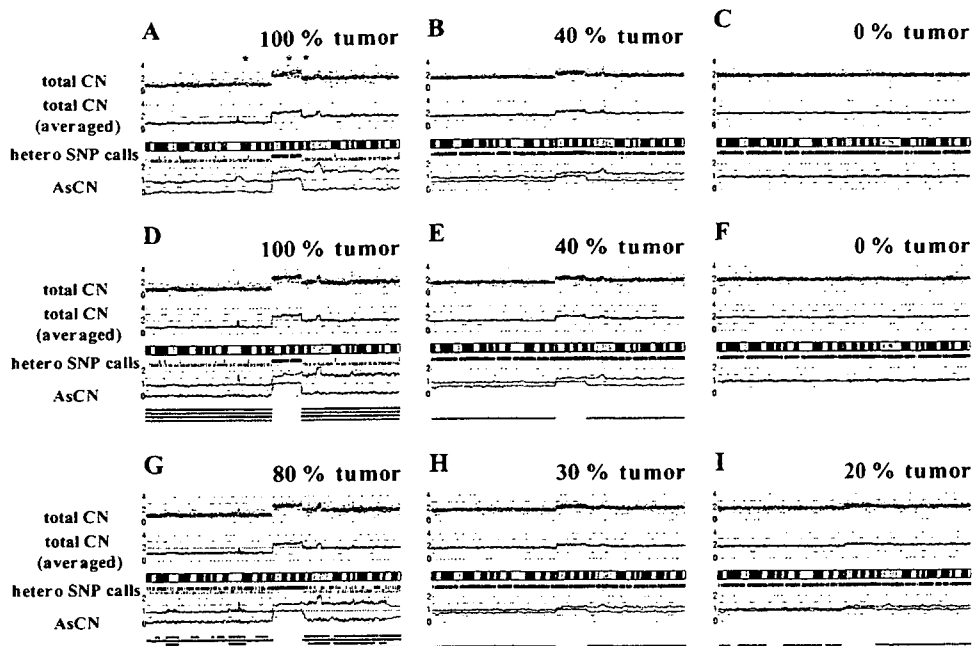 A
100 % tumor
B
40 % tumor
C
0 % tumor
* * *
total CN
total CN
(averaged)
hetero SNP calls
AsCN
D
100 % tumor
E
40 % tumor
F
0 % tumor
total CN
total CN
(averaged)
hetero SNP calls
AsCN
G
80 % tumor
H
30 % tumor
I
20 % tumor
total CN
total CN
(averaged)
hetero SNP calls
AsCN